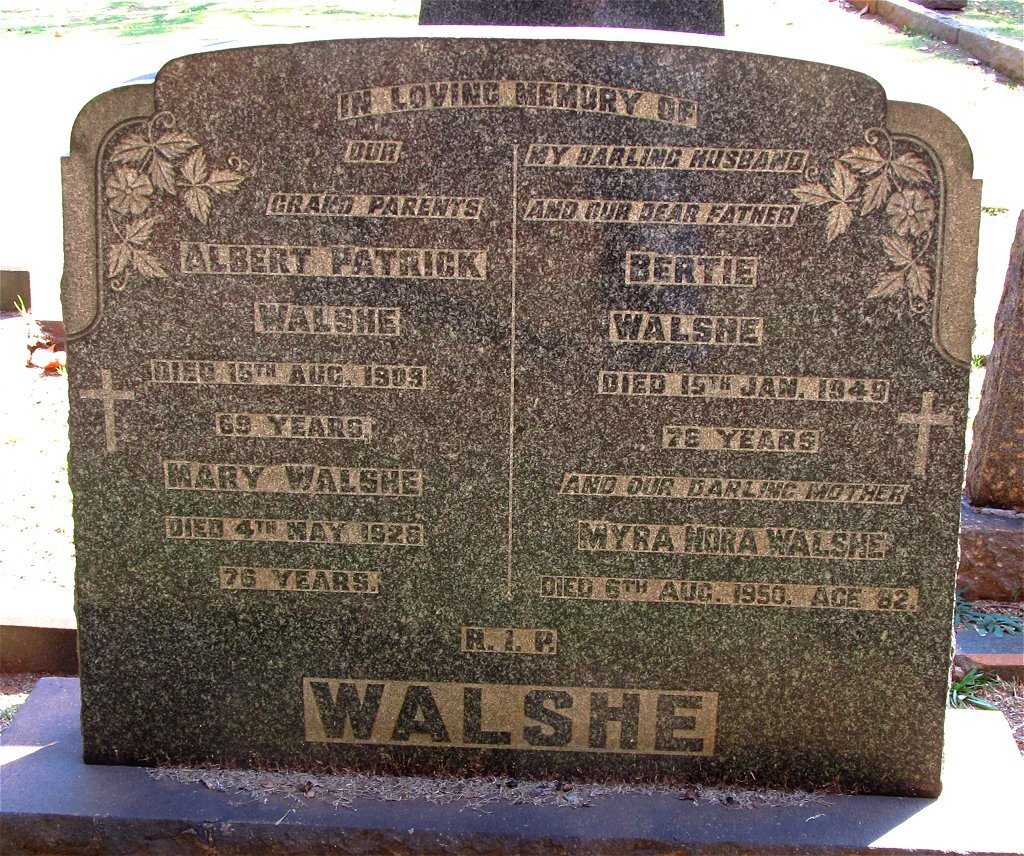 IN LOVING MEMORY OF
OUR
GRAND PARENTS
ALBERT PATRICK
WALSHE
DIED 15TH AUG. 1909
69 YEARS.
MARY WALSHE
DIED 4TH MAY 1926
76 YEARS.
MY DARLING HUSBAND
AND OUR DEAR FATHER
BERTIE
WALSHE
DIED 15TH JAN. 1949
76 YEARS
AND OUR DARLING MOTHER
MYRA NORA WALSHE
DIED 6TH AUG. 1950. AGE 62.
R.I.P.
WALSHE